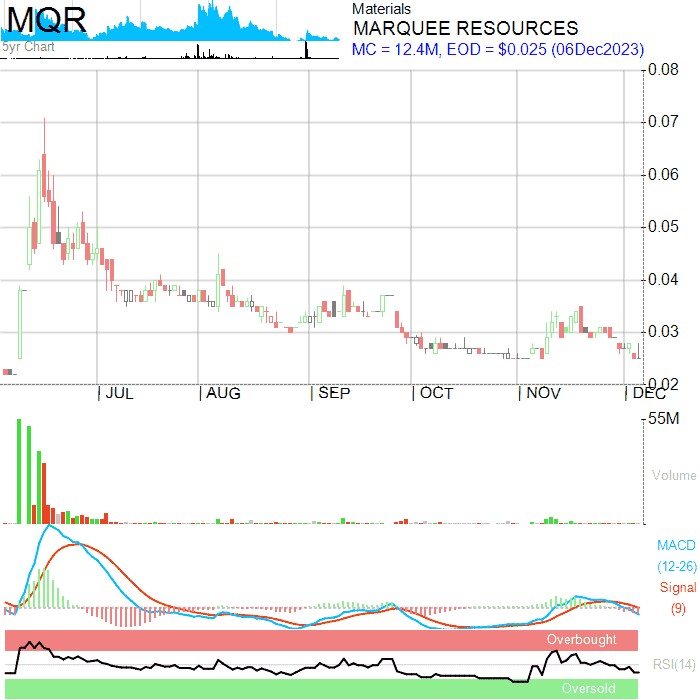 MQR
5yr Chart
Materials
MARQUEE RESOURCES
MC = 12.4M, EOD = $0.025 (06Dec2023)
0.08
0.07
0.06
0.05
0.04
0.03
0.02
JUL AUG SEP OCT NOV DEC
55M
Volume
MACD
(12-26)
Signal
(9)
Overbought
RSI(14)
Oversold